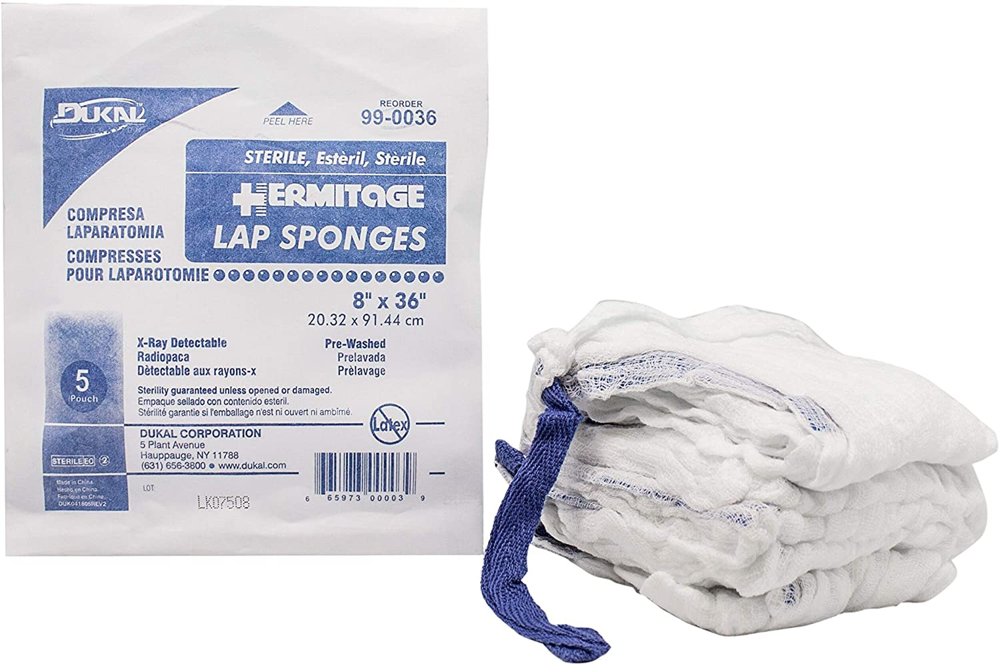 DUKAL™
CORPORATION
PEEL HERE
REORDER
99-0036
STERILE, Estèril, Stèrile
HERMITAGE
LAP SPONGES
COMPRESA
LAPARATOMIA
COMPRESSES
POUR LAPAROTOMIE
8" x 36"
20.32 x 91.44 cm
X-Ray Detectable
Radiopaca
Dètectable aux rayons-x
Pre-Washed
Prelavada
Prèlavage
5
Pouch
Sterility guaranteed unless opened or damaged.
Empaque sellado con contenido esteril.
Stérilité garantie si l'emballage n'est ni ouvert ni ambîmé.
Latex
DUKAL CORPORATION
5 Plant Avenue
Hauppauge, NY 11788
(631) 656-3800 • www.dukal.com
STERILE EO 2
Made in China.
Hecho en China.
Fabriqué en China.
DUK041805REV2
LOT:
LK07508
6 65973 00003 9